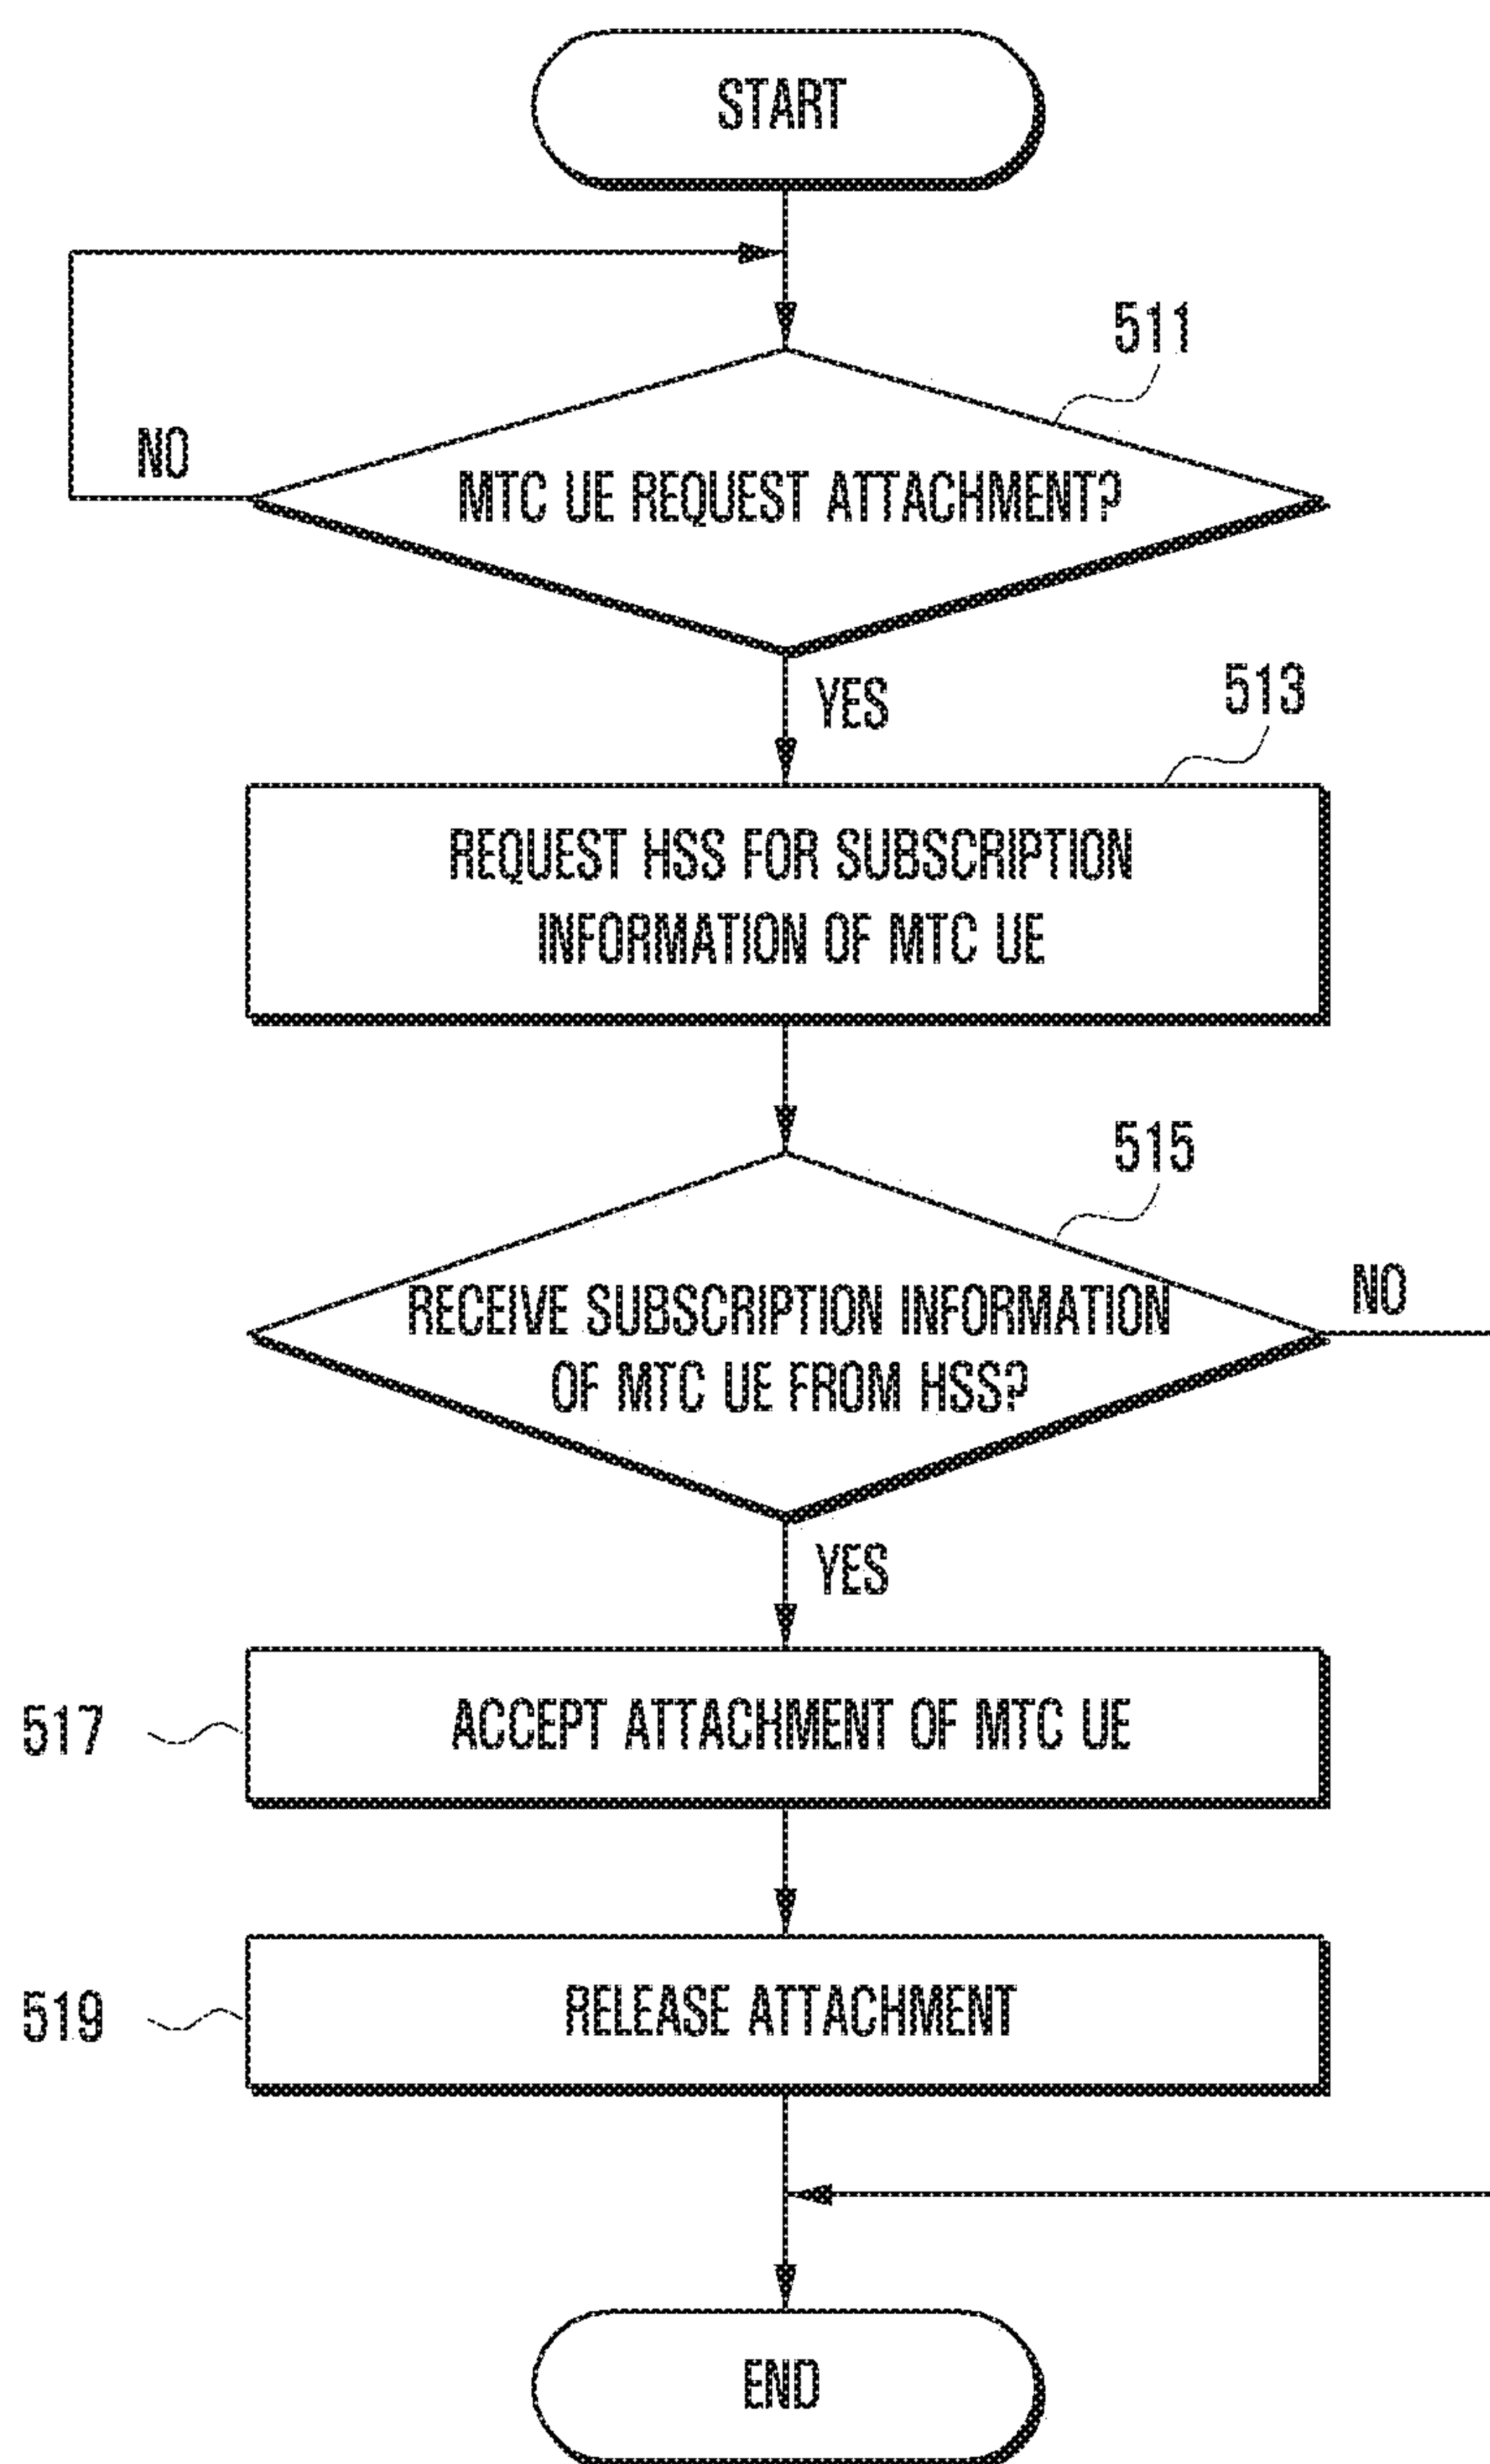 START
511
NO
MTC UE REQUEST ATTACHMENT?
YES
513
REQUEST HSS FOR SUBSCRIPTION
INFORMATION OF MTC UE
515
RECEIVE SUBSCRIPTION INFORMATION
OF MTC UE FROM HSS?
NO
YES
517
ACCEPT ATTACHMENT OF MTC UE
519
RELEASE ATTACHMENT
END